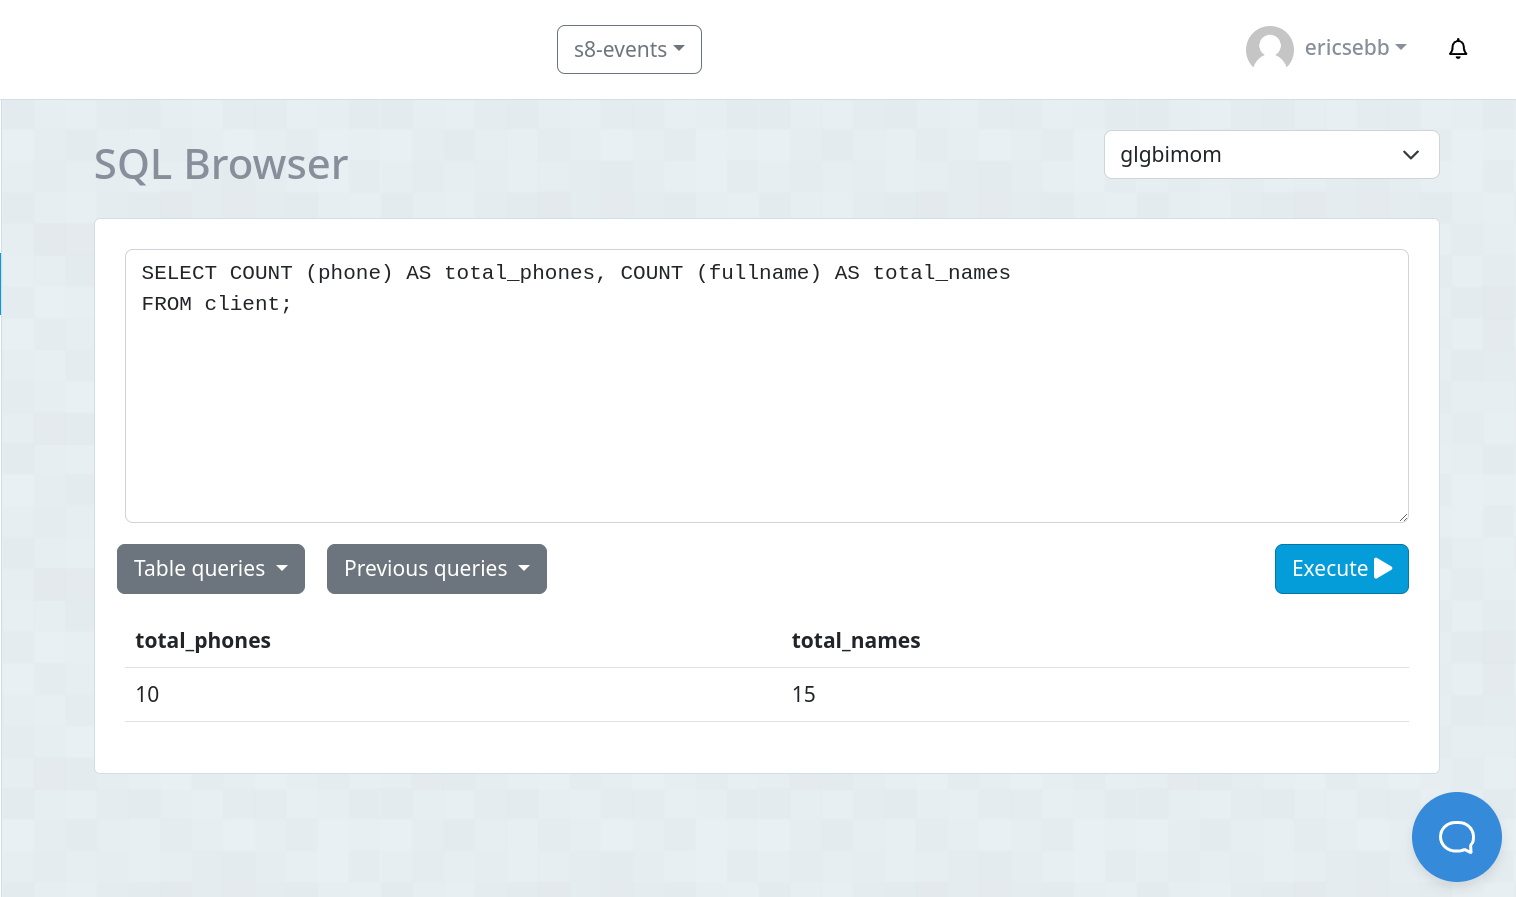 s8-events
ericsebb
SQL Browser
glgbimom
SELECT COUNT (phone) AS total_phones, COUNT (fullname) AS total_names
FROM client;
Table queries
Previous queries
Execute
total_phones total_names
10 15